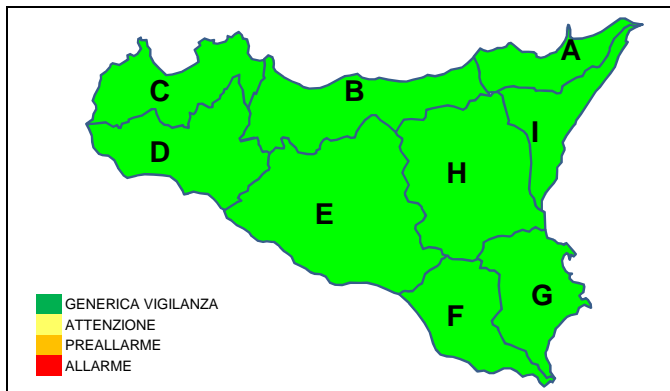 A
B
C
I
D
H
E
G
F
GENERICA VIGILANZA
ATTENZIONE
PREALLARME
ALLARME